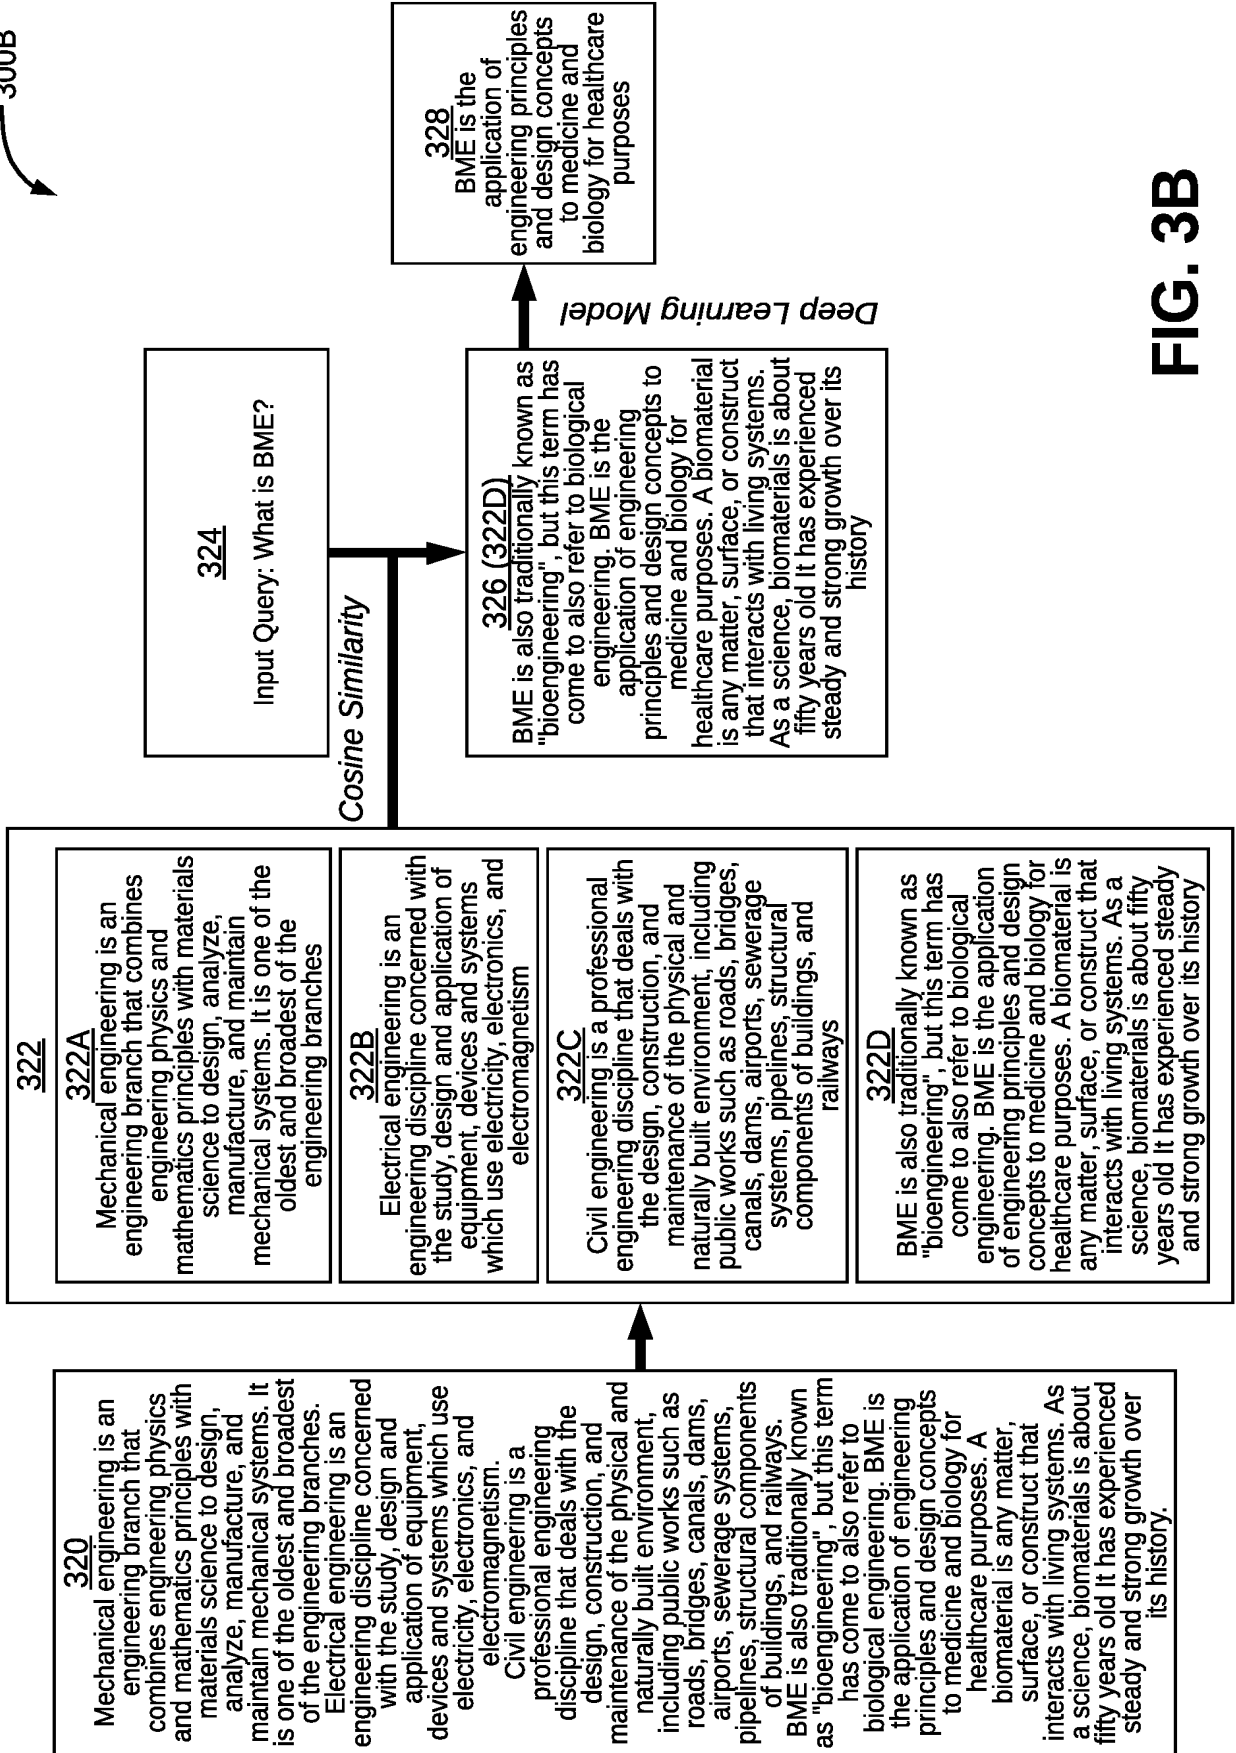 300B
320
Mechanical engineering is an
engineering branch that
combines engineering physics
and mathematics principles with
materials science to design,
analyze, manufacture, and
maintain mechanical systems. It
is one of the oldest and broadest
of the engineering branches.
Electrical engineering is an
engineering discipline concerned
with the study, design and
application of equipment,
devices and systems which use
electricity, electronics, and
electromagnetism.
Civil engineering is a
professional engineering
discipline that deals with the
design, construction, and
maintenance of the physical and
naturally built environment,
including public works such as
roads, bridges, canals, dams,
airports, sewerage systems,
pipelines, structural components
of buildings, and railways.
BME is also traditionally known
as "bioengineering", but this term
has come to also refer to
biological engineering. BME is
the application of engineering
principles and design concepts
to medicine and biology for
healthcare purposes. A
biomaterial is any matter,
surface, or construct that
interacts with living systems. As
a science, biomaterials is about
fifty years old It has experienced
steady and strong growth over
its history.
322
322A
Mechanical engineering is an
engineering branch that combines
engineering physics and
mathematics principles with materials
science to design, analyze,
manufacture, and maintain
mechanical systems. It is one of the
oldest and broadest of the
engineering branches
322B
Electrical engineering is an
engineering discipline concerned with
the study, design and application of
equipment, devices and systems
which use electricity, electronics, and
electromagnetism
322C
Civil engineering is a professional
engineering discipline that deals with
the design, construction, and
maintenance of the physical and
naturally built environment, including
public works such as roads, bridges,
canals, dams, airports, sewerage
systems, pipelines, structural
components of buildings, and
railways
322D
BME is also traditionally known as
"bioengineering", but this term has
come to also refer to biological
engineering. BME is the application
of engineering principles and design
concepts to medicine and biology for
healthcare purposes. A biomaterial is
any matter, surface, or construct that
interacts with living systems. As a
science, biomaterials is about fifty
years old It has experienced steady
and strong growth over its history
Cosine Similarity
324
Input Query: What is BME?
326 (322D)
BME is also traditionally known as
"bioengineering", but this term has
come to also refer to biological
engineering. BME is the
application of engineering
principles and design concepts to
medicine and biology for
healthcare purposes. A biomaterial
is any matter, surface, or construct
that interacts with living systems.
As a science, biomaterials is about
fifty years old It has experienced
steady and strong growth over its
history
Deep Learning Model
328
BME is the
application of
engineering principles
and design concepts
to medicine and
biology for healthcare
purposes
FIG. 3B